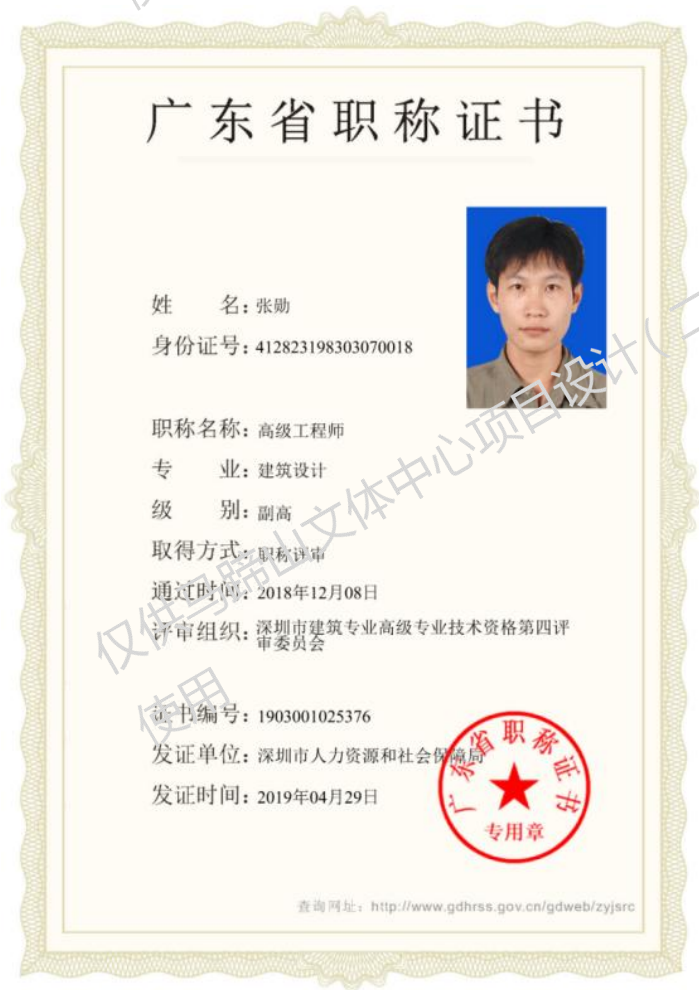 广东省职称证书
姓 名：张勋
身份证号：412823198303070018
职称名称：高级工程师
专 业：建筑设计
级 别：副高
取得方式：职称评审
通过时间：2018年12月08日
评审组织：深圳市建筑专业高级专业技术资格第四评
审委员会
证书编号：1903001025376
发证单位：深圳市人力资源和社会保障局
发证时间：2019年04月29日
广东省职称证书
专用章
查询网址：http://www.gdhrss.gov.cn/gdweb/zyjsrc
仅供马蹄山文体中心项目设计（二
使用